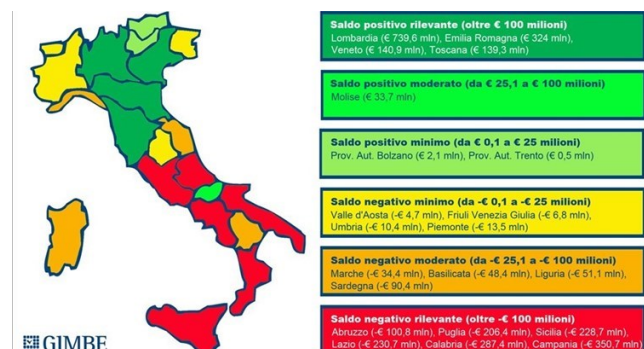 Saldo positivo rilevante (oltre € 100 milioni)
Lombardia (€ 739,6 mln), Emilia Romagna (€ 324 mln),
Veneto (€ 140,9 mln), Toscana (€ 139,3 mln)
Saldo positivo moderato (da € 25,1 a € 100 milioni)
Molise (€ 33,7 mln)
Saldo positivo minimo (da € 0,1 a € 25 milioni)
Prov. Aut. Bolzano (€ 2,1 mln), Prov. Aut. Trento (€ 0,5 mln)
Saldo negativo minimo (da -€ 0,1 a -€ 25 milioni)
Valle d'Aosta (-€ 4,7 mln), Friuli Venezia Giulia (-€ 6,8 mln),
Umbria (-€ 10,4 mln), Piemonte (-€ 13,5 mln)
Saldo negativo moderato (da -€ 25,1 a -€ 100 milioni)
Marche (-€ 34,4 mln), Basilicata (-€ 48,4 mln), Liguria (-€ 51,1 mln),
Sardegna (-€ 90,4 mln)
Saldo negativo rilevante (oltre -€ 100 milioni)
Abruzzo (-€ 100,8 mln), Puglia (-€ 206,4 mln), Sicilia (-€ 228,7 mln),
Lazio (-€ 230,7 mln), Calabria (-€ 287,4 mln), Campania (-€ 350,7 mln)
GIMBE